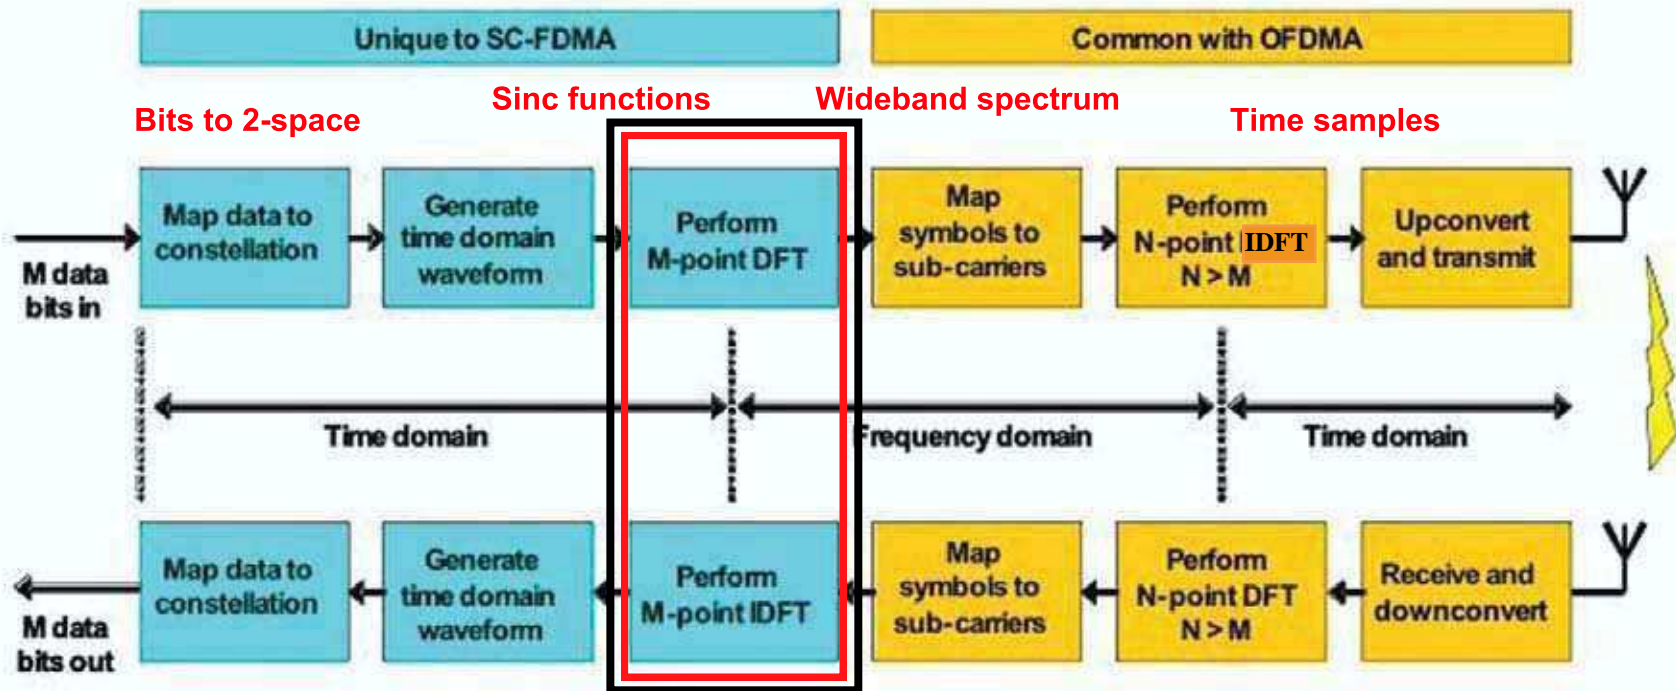 Unique to SC-FDMA
Common with OFDMA
Bits to 2-space
Sinc functions
Wideband spectrum
Time samples
M data
bits in
Map data to
constellation
Generate
time domain
waveform
Perform
M-point DFT
Map
symbols to
sub-carriers
Perform
N-point IDFT
N > M
Upconvert
and transmit
Time domain
Frequency domain
Time domain
M data
bits out
Map data to
constellation
Generate
time domain
waveform
Perform
M-point IDFT
Map
symbols to
sub-carriers
Perform
N-point DFT
N > M
Receive and
downconvert